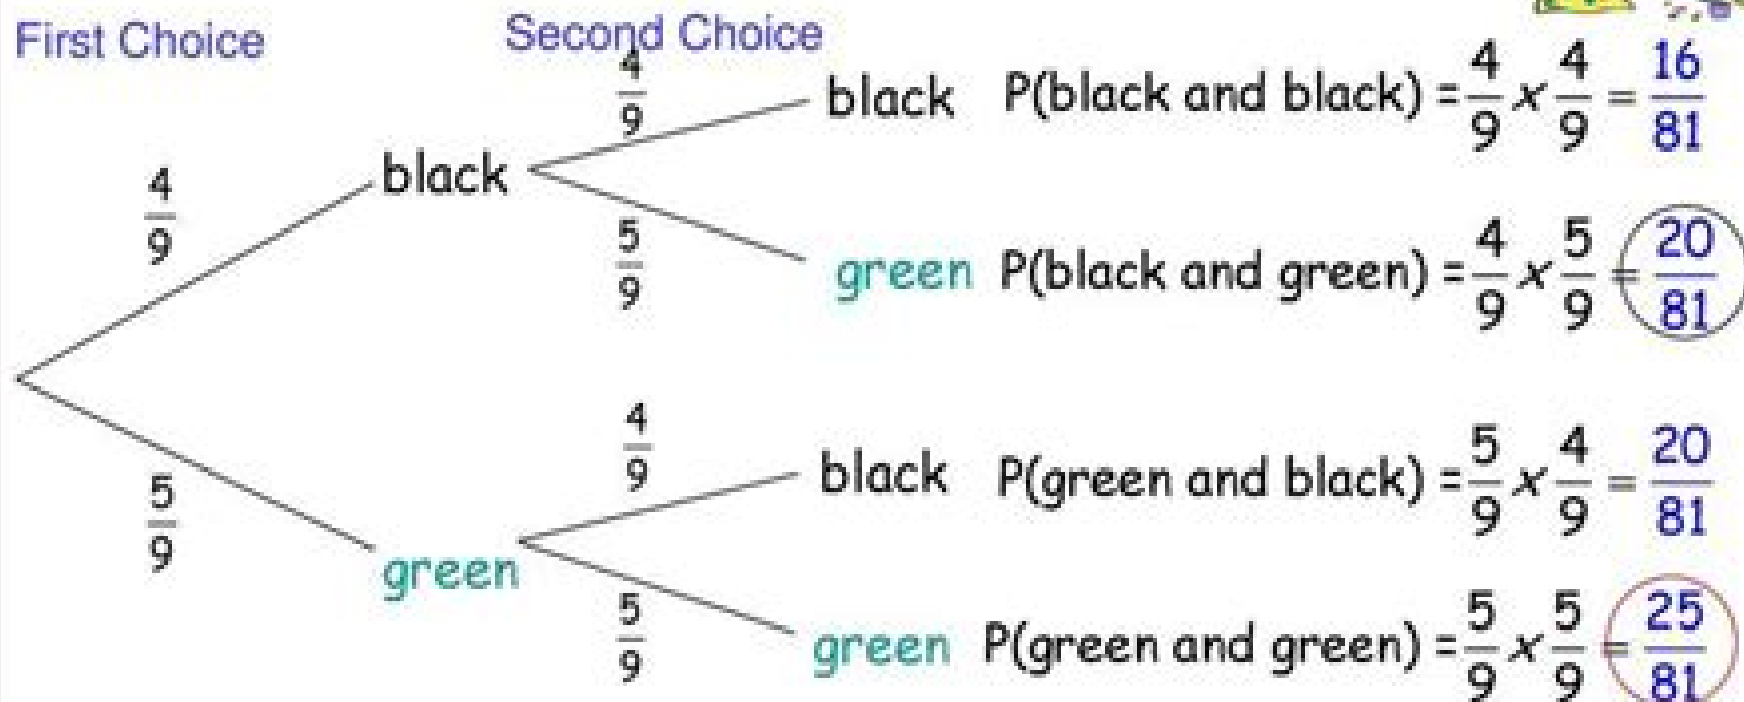 First Choice
Second Choice
4/9
black P(black and black) = 4/9 x 4/9 = 16/81
4/9
black
5/9
green P(black and green) = 4/9 x 5/9 = 20/81
4/9
black P(green and black) = 5/9 x 4/9 = 20/81
5/9
green
5/9
green P(green and green) = 5/9 x 5/9 = 25/81